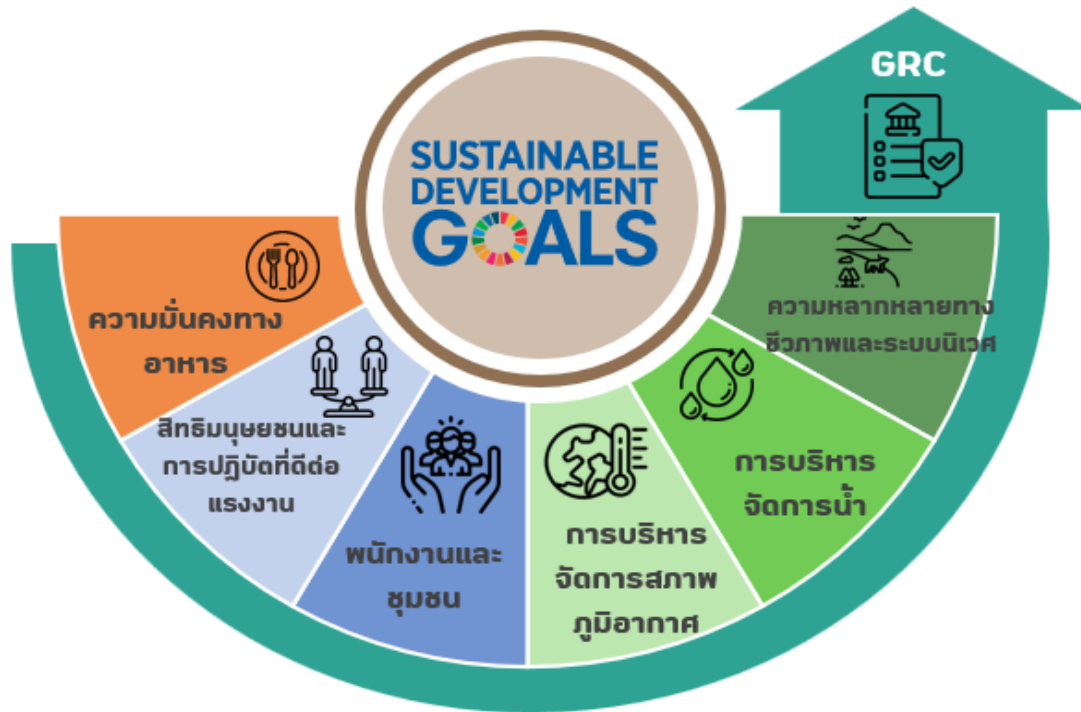 GRC
SUSTAINABLE
DEVELOPMENT
GOALS
ความมั่นคงทาง
อาหาร
สิทธิมนุษยชนและ
การปฏิบัติที่ดีต่อ
แรงงาน
พนักงานและ
ชุมชน
การบริหาร
จัดการสภาพ
ภูมิอากาศ
การบริหาร
จัดการน้ำ
ความหลากหลายทาง
ชีวภาพและระบบนิเวศ